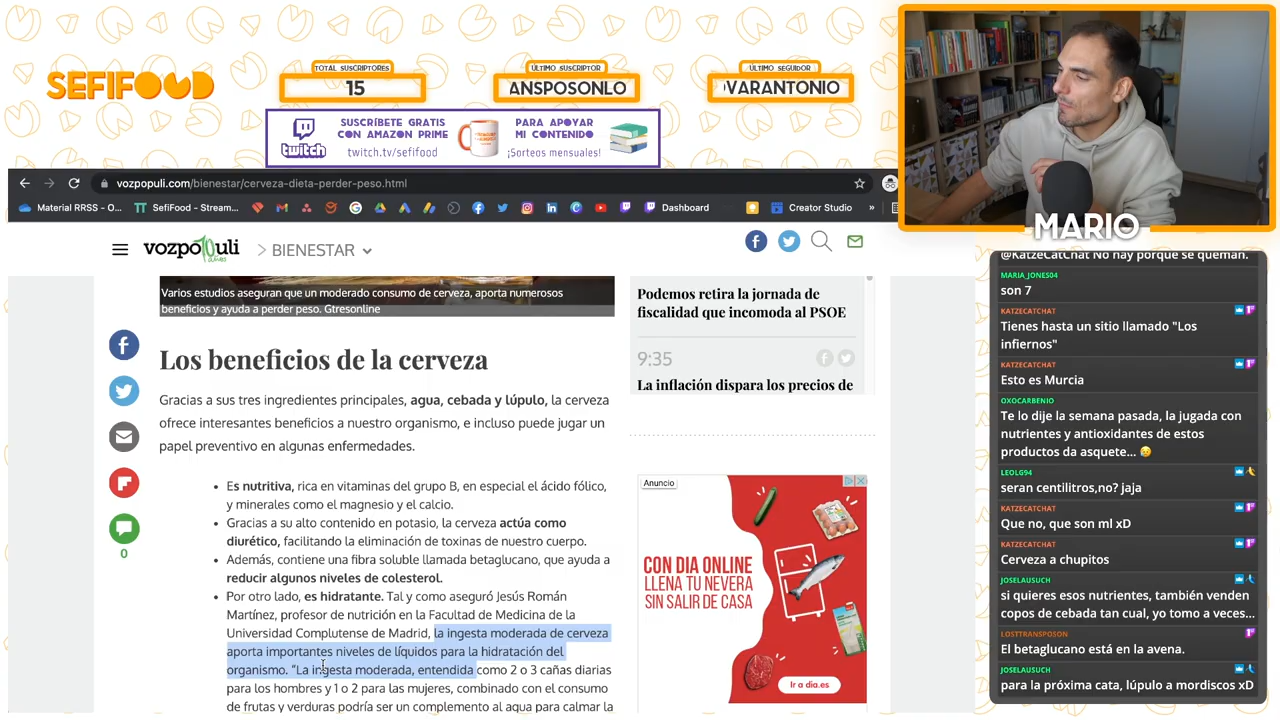 SEFIFOOD
TOTAL SUSCRIPTORES
15
ÚLTIMO SUSCRIPTOR
ANSPOSONLO
ÚLTIMO SEGUIDOR
VARANTONIO
twitch
SUSCRÍBETE GRATIS
CON AMAZON PRIME
twitch.tv/sefifood
PARA APOYAR
MI CONTENIDO
¡Sorteos mensuales!
MARIO
vozpopuli.com/bienestar/cerveza-dieta-perder-peso.html
Material RRSS - O...
SefiFood - Stream...
Dashboard
Creator Studio
»
vozpópuli
años
BIENESTAR
Varios estudios aseguran que un moderado consumo de cerveza, aporta numerosos
beneficios y ayuda a perder peso. Gtresonline
Los beneficios de la cerveza
Gracias a sus tres ingredientes principales, agua, cebada y lúpulo, la cerveza
ofrece interesantes beneficios a nuestro organismo, e incluso puede jugar un
papel preventivo en algunas enfermedades.
0
• Es nutritiva, rica en vitaminas del grupo B, en especial el ácido fólico,
y minerales como el magnesio y el calcio.
• Gracias a su alto contenido en potasio, la cerveza actúa como
diurético, facilitando la eliminación de toxinas de nuestro cuerpo.
• Además, contiene una fibra soluble llamada betaglucano, que ayuda a
reducir algunos niveles de colesterol.
• Por otro lado, es hidratante. Tal y como aseguró Jesús Román
Martínez, profesor de nutrición en la Facultad de Medicina de la
Universidad Complutense de Madrid, la ingesta moderada de cerveza
aporta importantes niveles de líquidos para la hidratación del
organismo. “La ingesta moderada, entendida como 2 o 3 cañas diarias
para los hombres y 1 o 2 para las mujeres, combinado con el consumo
de frutas y verduras podría ser un complemento al agua para calmar la
Podemos retira la jornada de
fiscalidad que incomoda al PSOE
9:35
La inflación dispara los precios de
Anuncio
CON DIA ONLINE
LLENA TU NEVERA
SIN SALIR DE CASA
Ir a dia.es
@KatzeCatChat No hay porque se queman.
MARIA_JONES04
son 7
KATZECATCHAT
Tienes hasta un sitio llamado "Los
infiernos"
KATZECATCHAT
Esto es Murcia
OXOCARBENIO
Te lo dije la semana pasada, la jugada con
nutrientes y antioxidantes de estos
productos da asquete...
LEOLG94
seran centilitros,no? jaja
KATZECATCHAT
Que no, que son ml xD
KATZECATCHAT
Cerveza a chupitos
JOSELAUSUCH
si quieres esos nutrientes, también venden
copos de cebada tan cual, yo tomo a veces...
LOSTTRANSPOSON
El betaglucano está en la avena.
JOSELAUSUCH
para la próxima cata, lúpulo a mordiscos xD